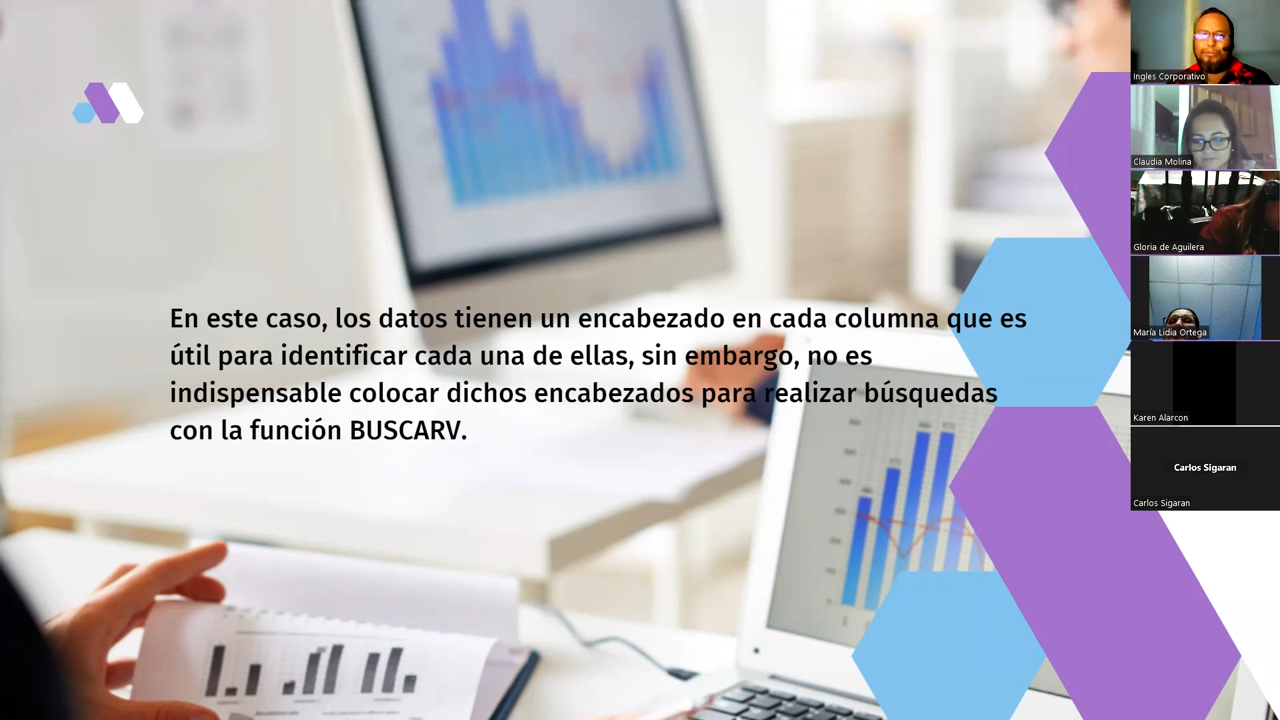 En este caso, los datos tienen un encabezado en cada columna que es
útil para identificar cada una de ellas, sin embargo, no es
indispensable colocar dichos encabezados para realizar búsquedas
con la función BUSCARV.
Ingles Corporativo
Claudia Molina
Gloria de Aguilera
María Lidia Ortega
Karen Alarcon
Carlos Sigaran
Carlos Sigaran